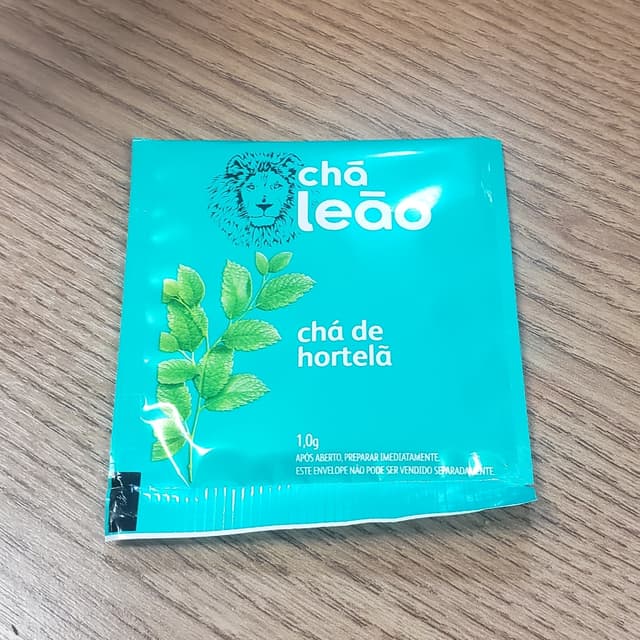 chá
leão
chá de
hortelã
1,0g
APÓS ABERTO, PREPARAR IMEDIATAMENTE.
ESTE ENVELOPE NÃO PODE SER VENDIDO SEPARADAMENTE.